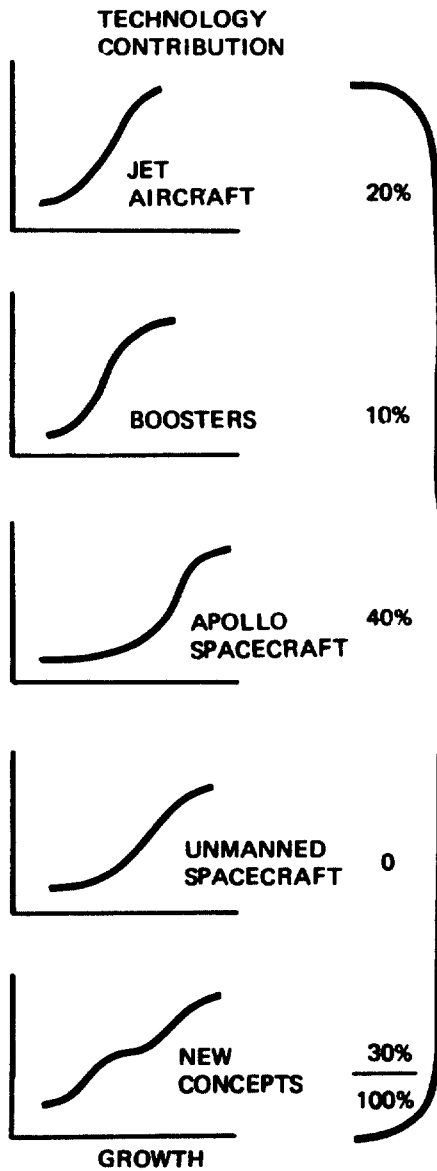 TECHNOLOGY
CONTRIBUTION
JET
AIRCRAFT
20%
BOOSTERS
10%
APOLLO
SPACECRAFT
40%
UNMANNED
SPACECRAFT
0
NEW
CONCEPTS
30%
100%
GROWTH